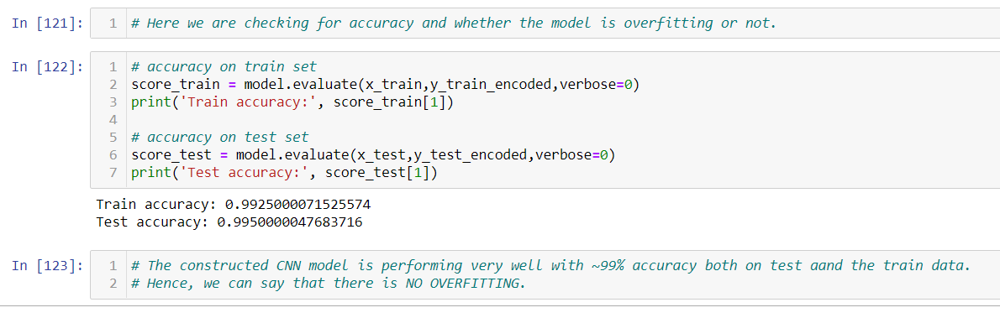 In [121]: 1 # Here we are checking for accuracy and whether the model is overfitting or not.
In [122]: 1 # accuracy on train set
2 score_train = model.evaluate(x_train,y_train_encoded,verbose=0)
3 print('Train accuracy:', score_train[1])
4
5 # accuracy on test set
6 score_test = model.evaluate(x_test,y_test_encoded,verbose=0)
7 print('Test accuracy:', score_test[1])
Train accuracy: 0.9925000071525574
Test accuracy: 0.9950000047683716
In [123]: 1 # The constructed CNN model is performing very well with ~99% accuracy both on test aand the train data.
2 # Hence, we can say that there is NO OVERFITTING.